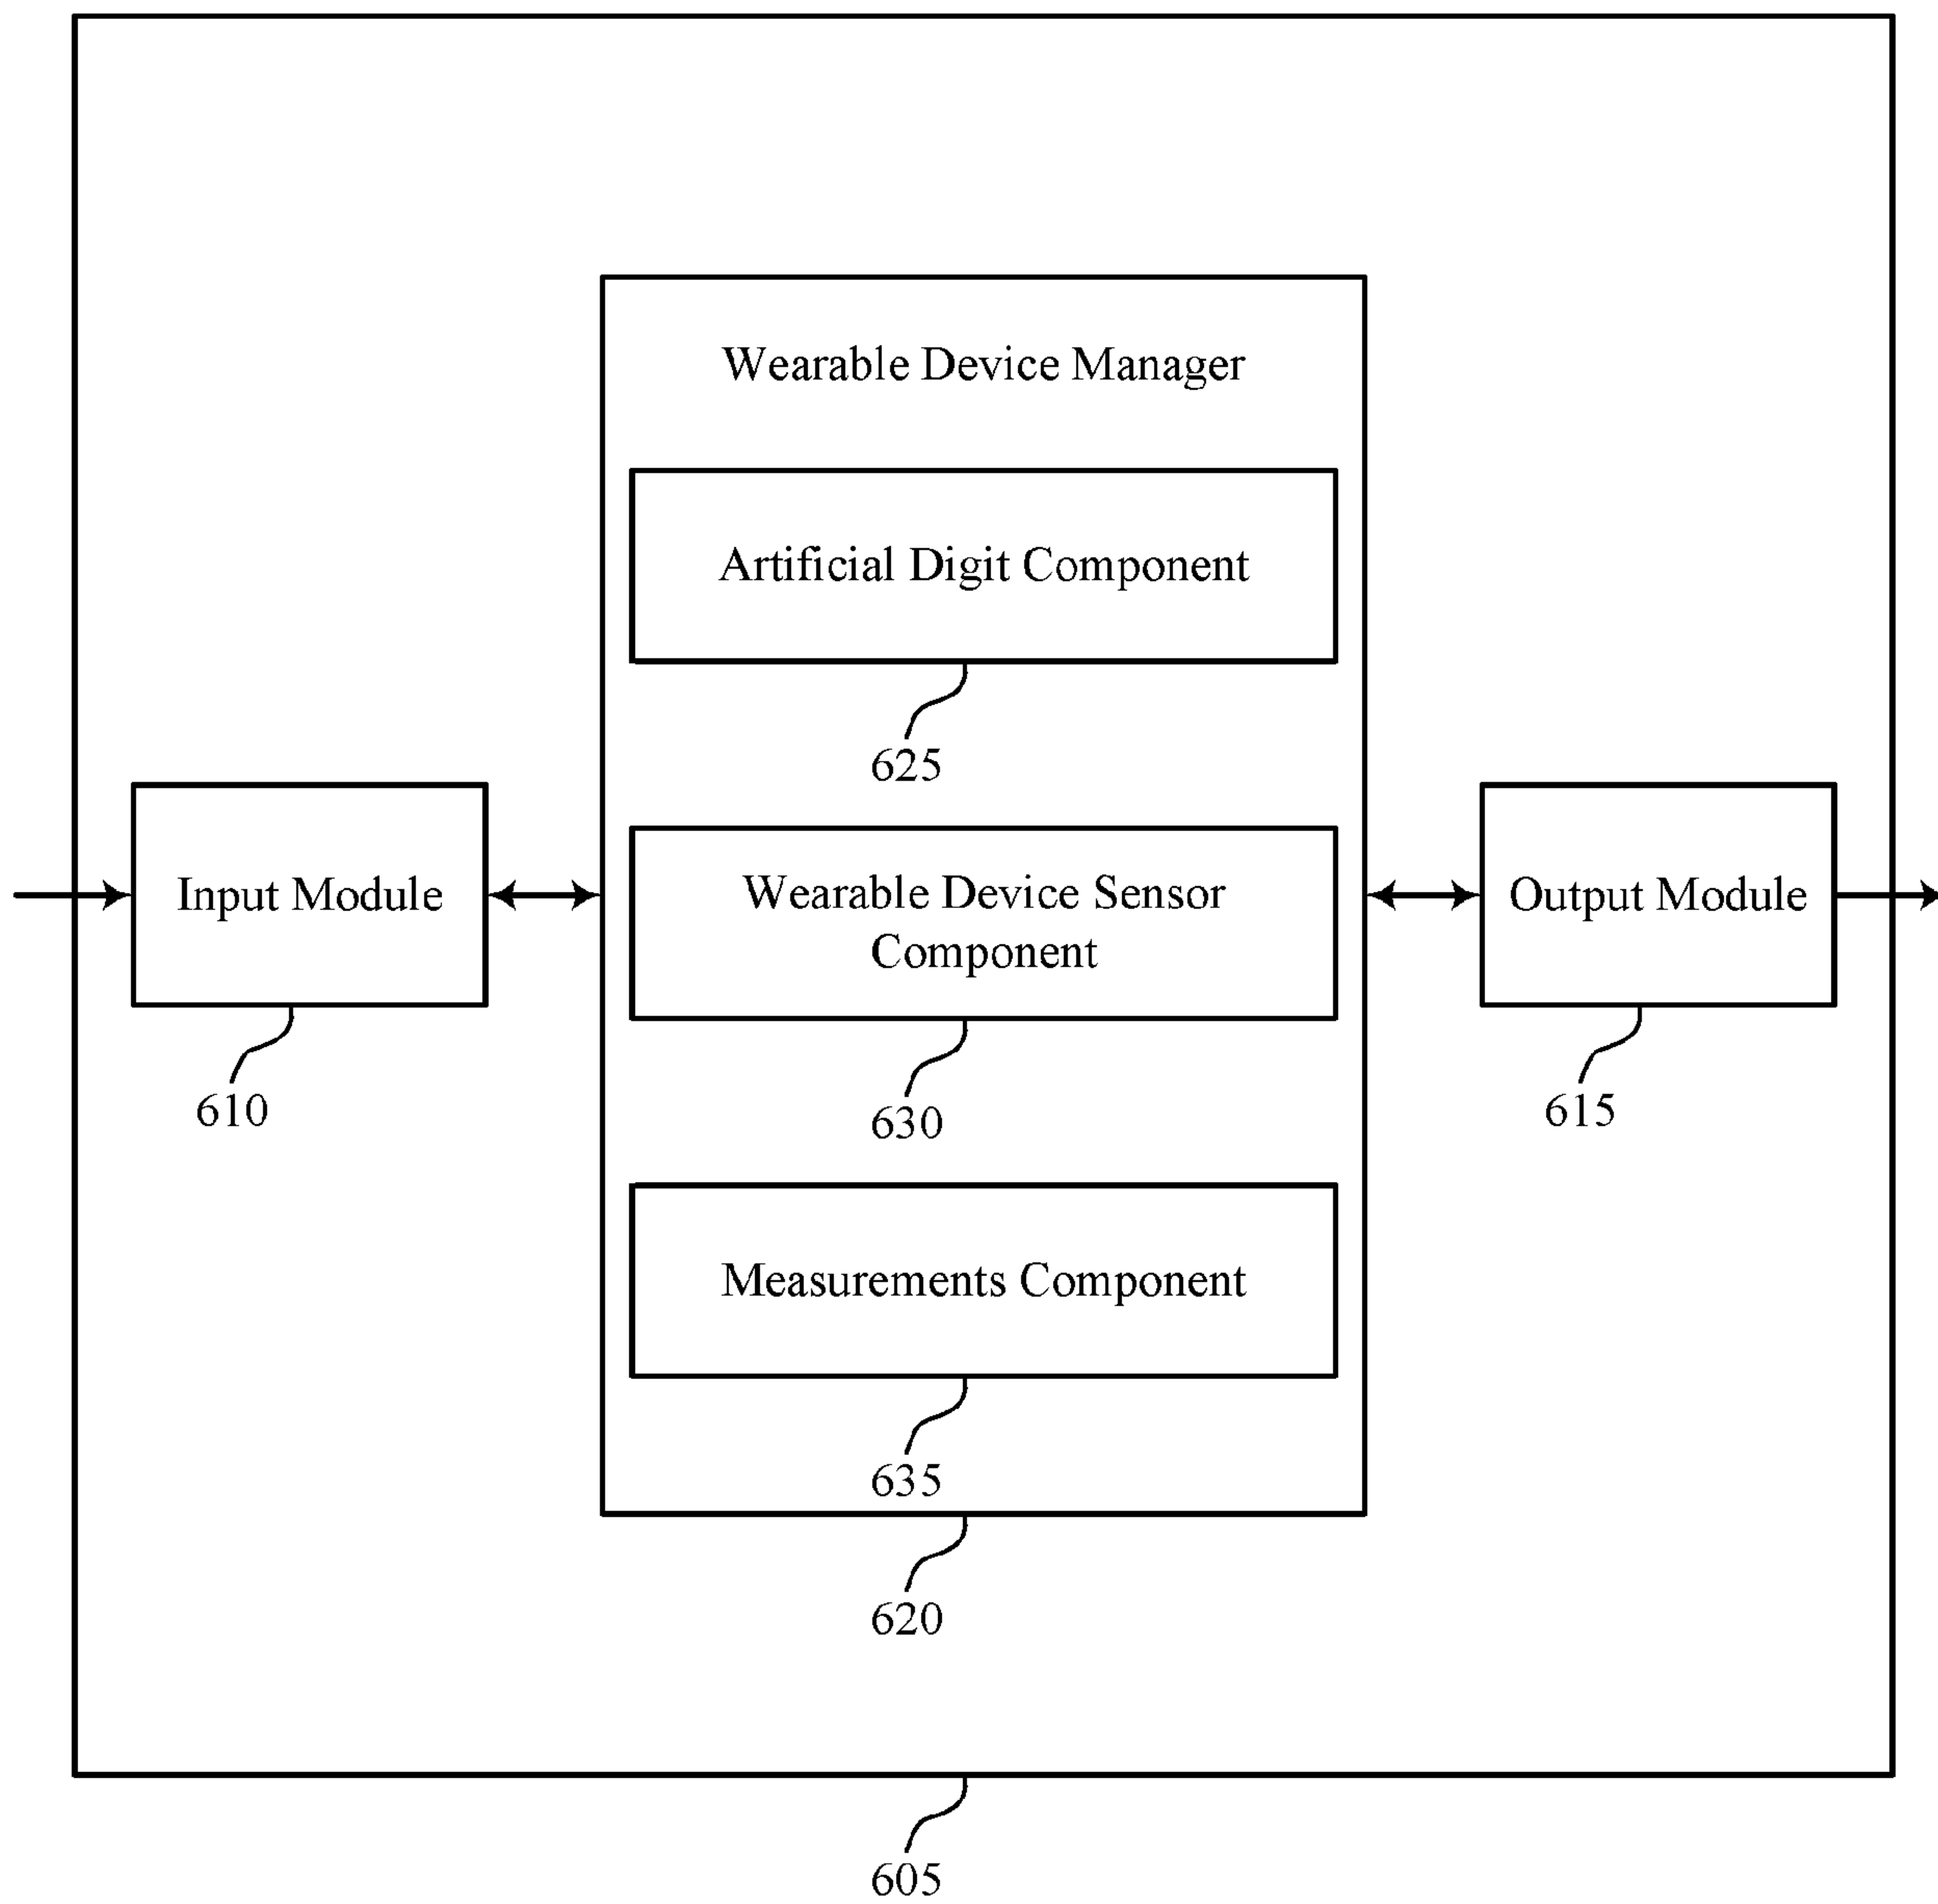 Wearable Device Manager
Artificial Digit Component
625
Input Module
610
Wearable Device Sensor
Component
630
Output Module
615
Measurements Component
635
620
605